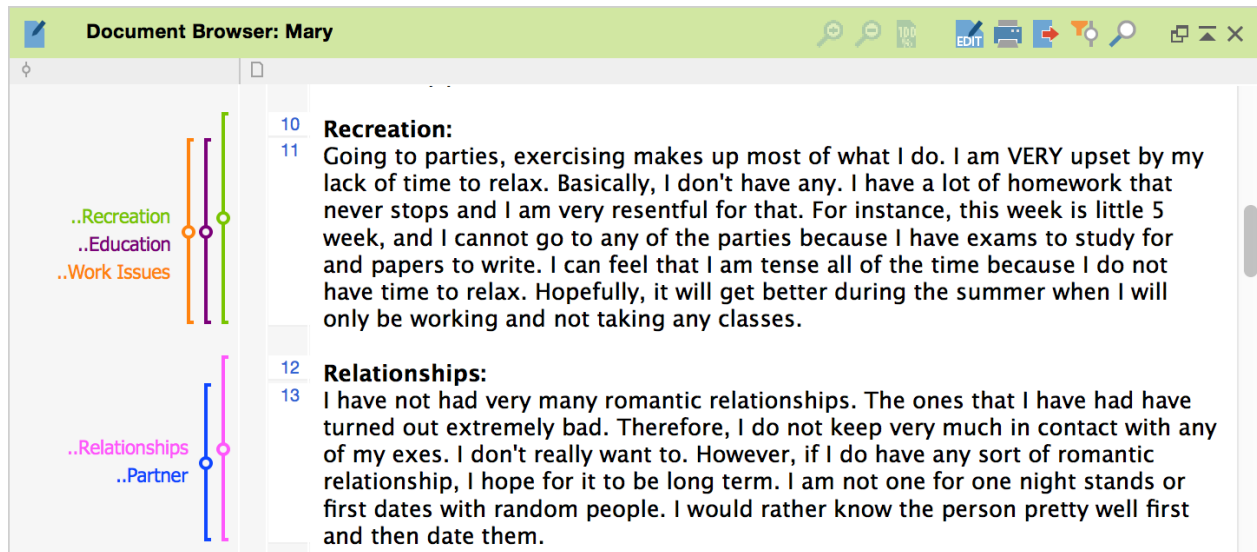 Document Browser: Mary
EDIT
10 Recreation:
11 Going to parties, exercising makes up most of what I do. I am VERY upset by my
lack of time to relax. Basically, I don't have any. I have a lot of homework that
..Recreation never stops and I am very resentful for that. For instance, this week is little 5
..Education week, and I cannot go to any of the parties because I have exams to study for
..Work Issues and papers to write. I can feel that I am tense all of the time because I do not
have time to relax. Hopefully, it will get better during the summer when I will
only be working and not taking any classes.
12 Relationships:
13 I have not had very many romantic relationships. The ones that I have had have
turned out extremely bad. Therefore, I do not keep very much in contact with any
..Relationships of my exes. I don't really want to. However, if I do have any sort of romantic
..Partner relationship, I hope for it to be long term. I am not one for one night stands or
first dates with random people. I would rather know the person pretty well first
and then date them.